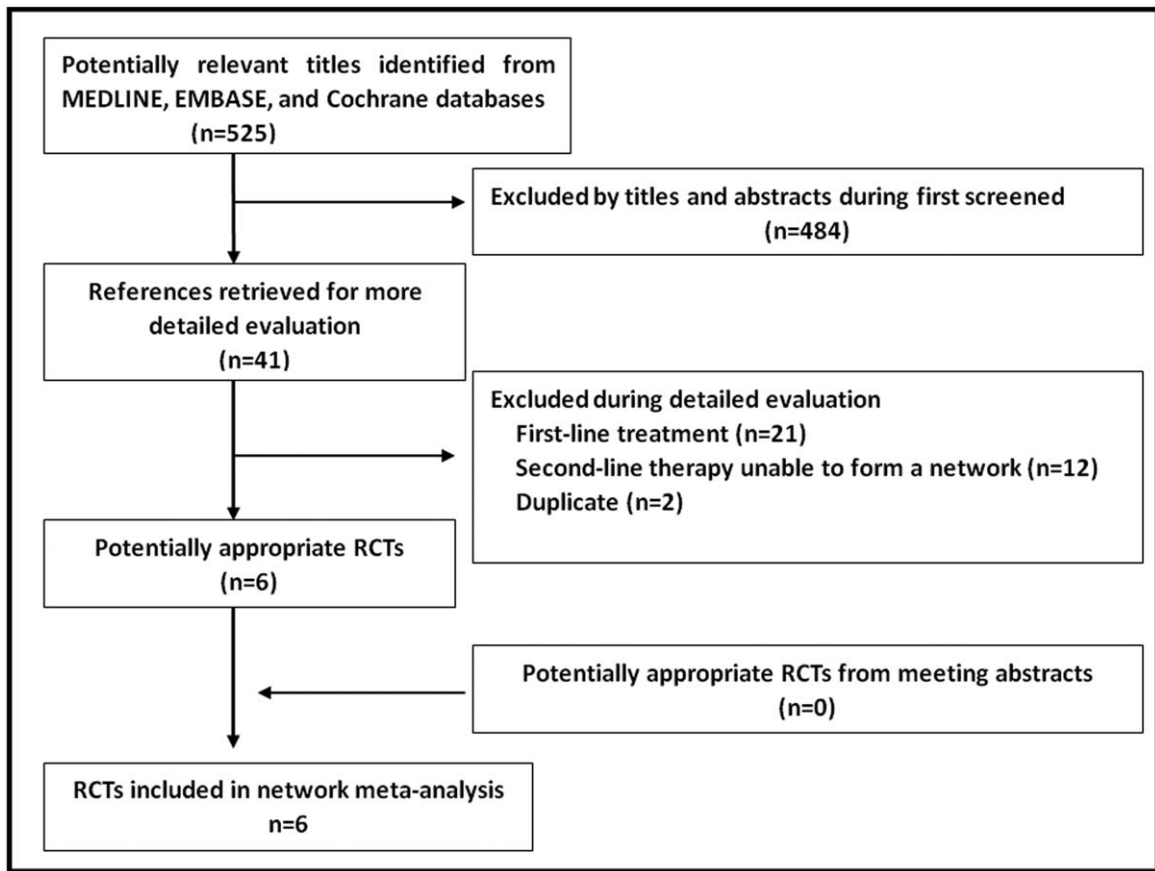 Potentially relevant titles identified from
MEDLINE, EMBASE, and Cochrane databases
(n=525)
Excluded by titles and abstracts during first screened
(n=484)
References retrieved for more
detailed evaluation
(n=41)
Excluded during detailed evaluation
First-line treatment (n=21)
Second-line therapy unable to form a network (n=12)
Duplicate (n=2)
Potentially appropriate RCTs
(n=6)
Potentially appropriate RCTs from meeting abstracts
(n=0)
RCTs included in network meta-analysis
n=6